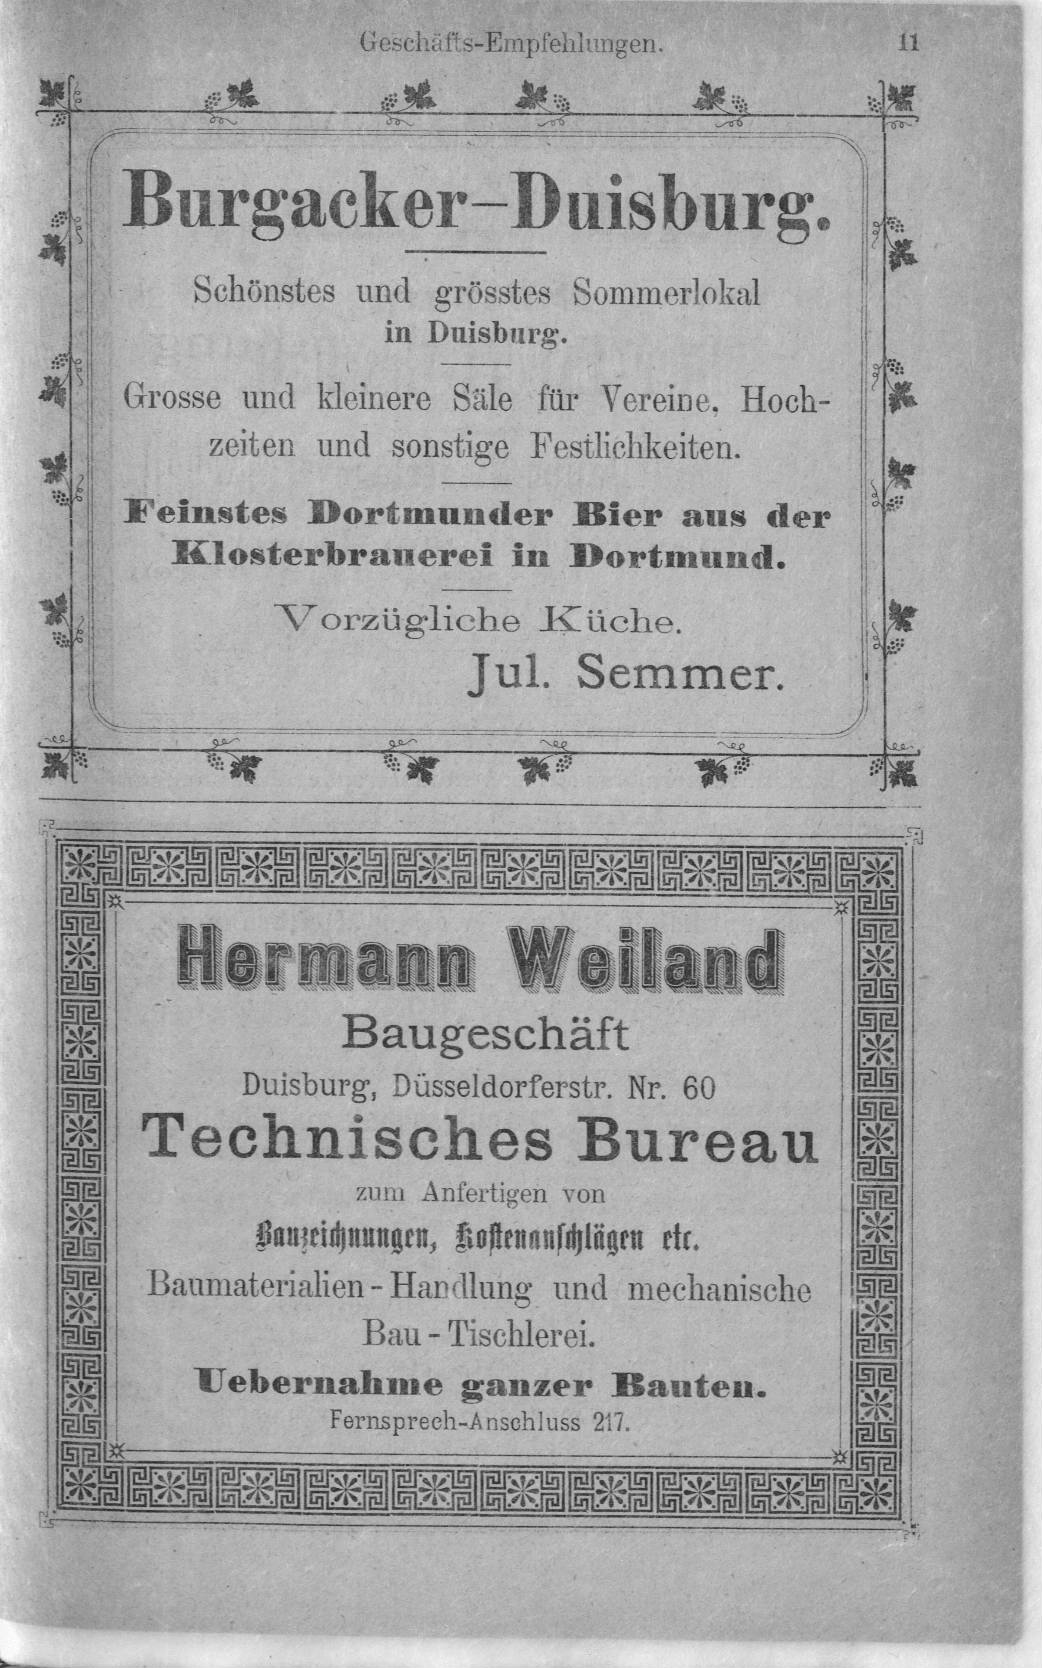 Geschäfts-Empfehlungen. 11
Burgacker-Duisburg.
Schönstes und grösstes Sommerlokal
in Duisburg.
Grosse und kleinere Säle für Vereine, Hoch-
zeiten und sonstige Festlichkeiten.
Feinstes Dortmunder Bier aus der
Klosterbrauerei in Dortmund.
Vorzügliche Küche.
Jul. Semmer.
Hermann Weiland
Baugeschäft
Duisburg, Düsseldorferstr. Nr. 60
Technisches Bureau
zum Anfertigen von
Bauzeichnungen, Kostenanschlägen etc.
Baumaterialien - Handlung und mechanische
Bau - Tischlerei.
Uebernahme ganzer Bauten.
Fernsprech-Anschluss 217.